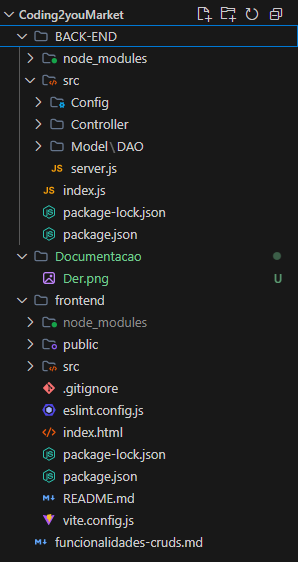 Coding2youMarket
BACK-END
node_modules
src
Config
Controller
Model\DAO
JS server.js
JS index.js
package-lock.json
package.json
Documentacao
Der.png U
frontend
node_modules
public
src
.gitignore
eslint.config.js
index.html
package-lock.json
package.json
README.md
vite.config.js
funcionalidades-cruds.md